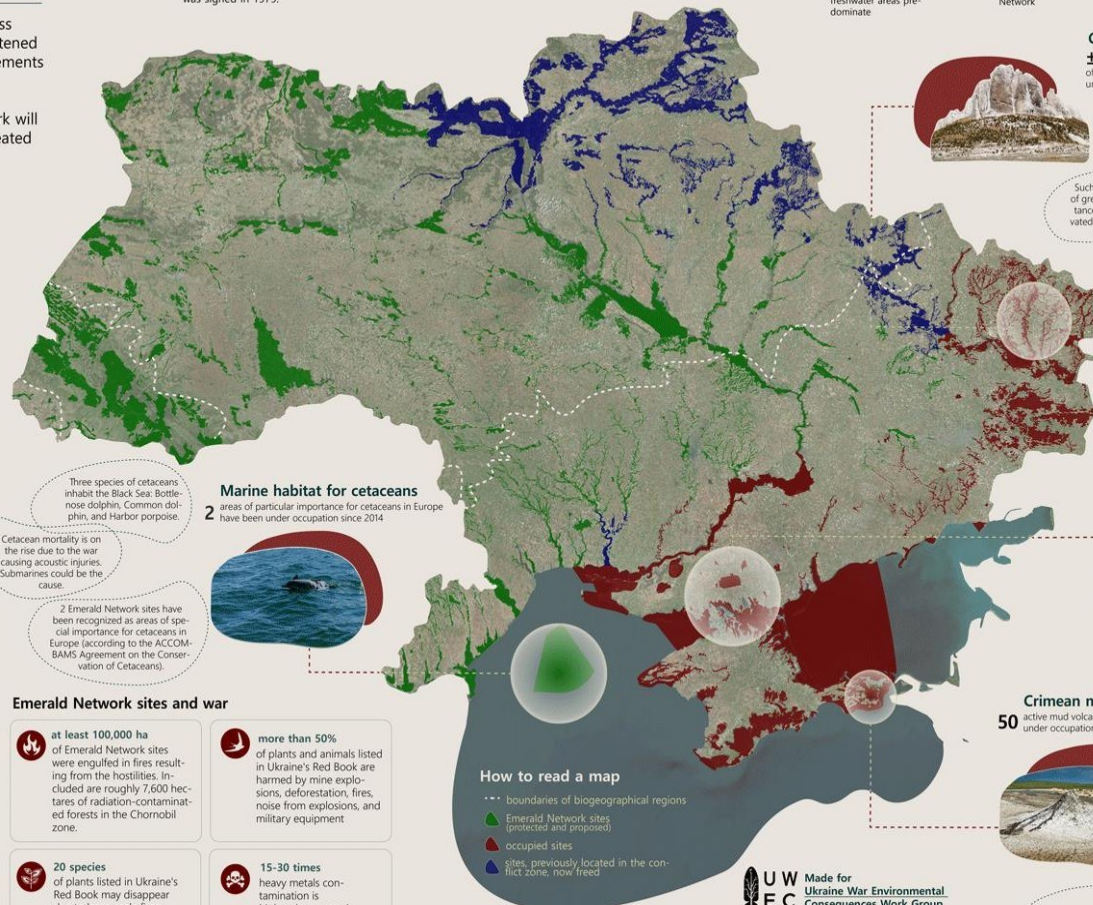 was signed in 1979.
freshwater areas pre-
dominate
Network
ss
tened
ements
rk will
eated
Such
of gre
tance
vated
Three species of cetaceans
inhabit the Black Sea: Bottle-
nose dolphin, Common dol-
phin, and Harbor porpoise.
Cetacean mortality is on
the rise due to the war
causing acoustic injuries.
Submarines could be the
cause.
2 Emerald Network sites have
been recognized as areas of spe-
cial importance for cetaceans in
Europe (according to the ACCOM-
BAMS Agreement on the Conser-
vation of Cetaceans).
Marine habitat for cetaceans
2 areas of particular importance for cetaceans in Europe
have been under occupation since 2014
Emerald Network sites and war
at least 100,000 ha
of Emerald Network sites
were engulfed in fires result-
ing from the hostilities. In-
cluded are roughly 7,600 hec-
tares of radiation-contaminat-
ed forests in the Chornobil
zone.
more than 50%
of plants and animals listed
in Ukraine's Red Book are
harmed by mine explo-
sions, deforestation, fires,
noise from explosions, and
military equipment
20 species
of plants listed in Ukraine's
Red Book may disappear
15-30 times
heavy metals con-
tamination is
How to read a map
boundaries of biogeographical regions
Emerald Network sites
(protected and proposed)
occupied sites
sites, previously located in the con-
flict zone, now freed
Crimean m
50 active mud volca
under occupation
UW
EC
Made for
Ukraine War Environmental
Consequences Work Group